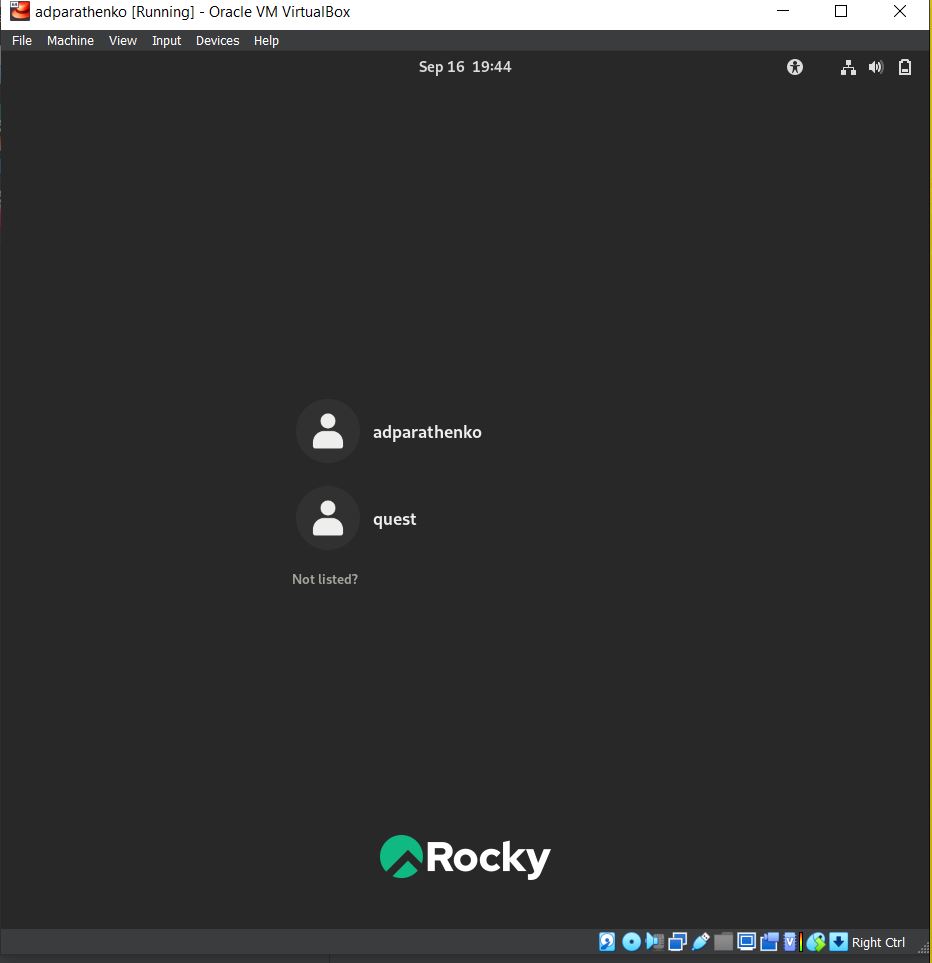 adparathenko [Running] - Oracle VM VirtualBox
File Machine View Input Devices Help
Sep 16 19:44
adparathenko
quest
Not listed?
Rocky
Right Ctrl